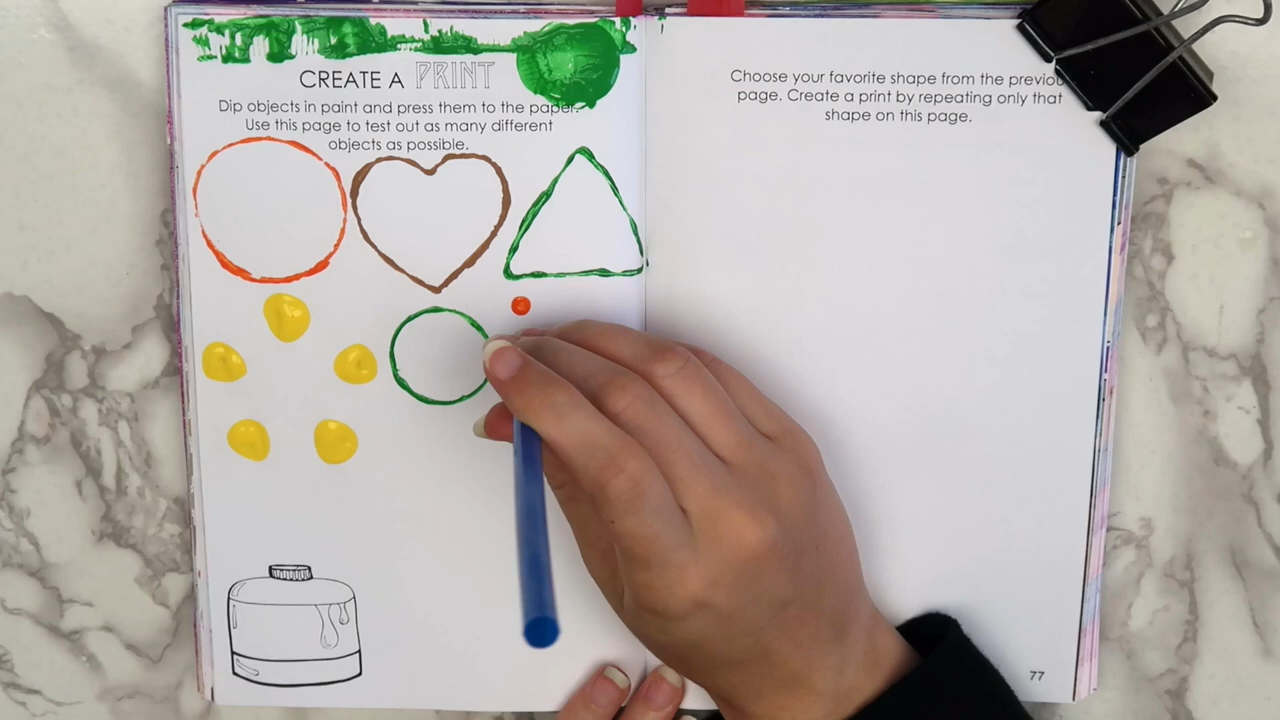 CREATE A PRINT
Dip objects in paint and press them to the paper.
Use this page to test out as many different
objects as possible.
Choose your favorite shape from the previou
page. Create a print by repeating only that
shape on this page.
77